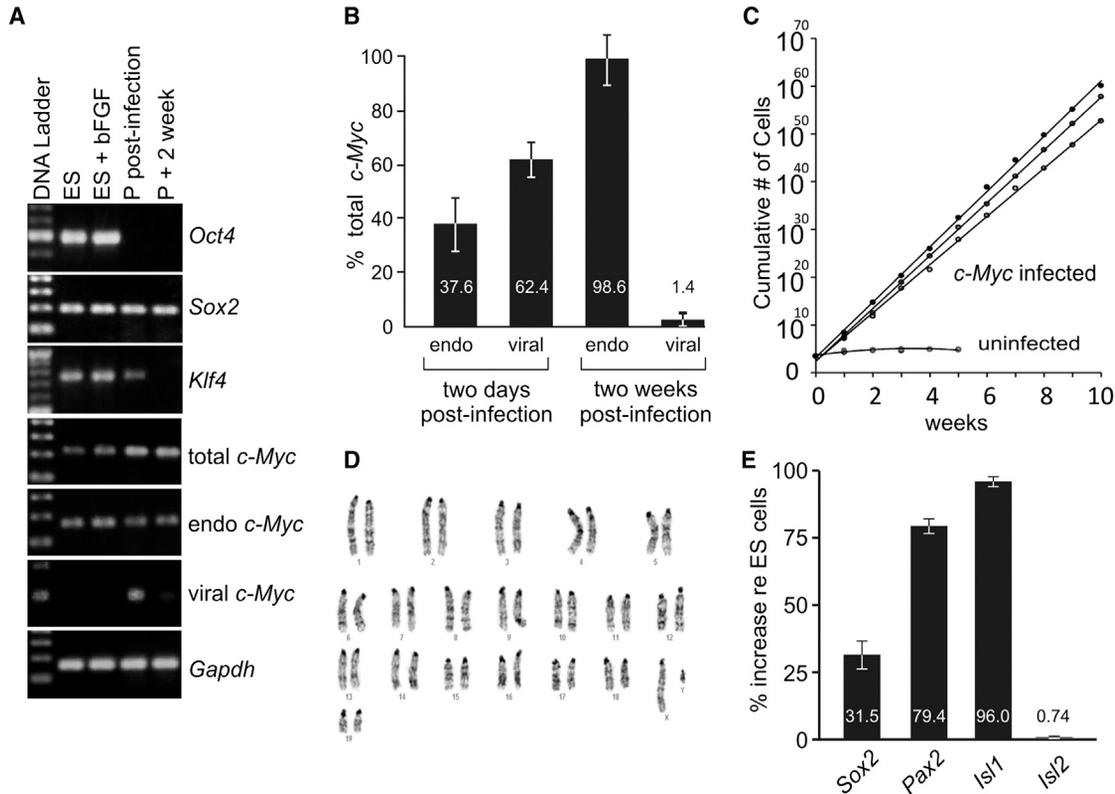 A
DNA Ladder
ES
ES + bFGF
P post-infection
P + 2 week
Oct4
Sox2
Klf4
total c-Myc
endo c-Myc
viral c-Myc
Gapdh
B
% total c-Myc
100
80
60
40
20
0
37.6
62.4
98.6
1.4
endo
viral
endo
viral
two days
post-infection
two weeks
post-infection
C
Cumulative # of Cells
10^70
10^60
10^50
10^40
10^30
10^20
10^10
0
c-Myc infected
uninfected
0 2 4 6 8 10
weeks
D
1 2 3 4 5
6 7 8 9 10 11 12
13 14 15 16 17 18 X Y
19
E
% increase re ES cells
100
75
50
25
0
31.5
79.4
96.0
0.74
Sox2
Pax2
Isl1
Isl2